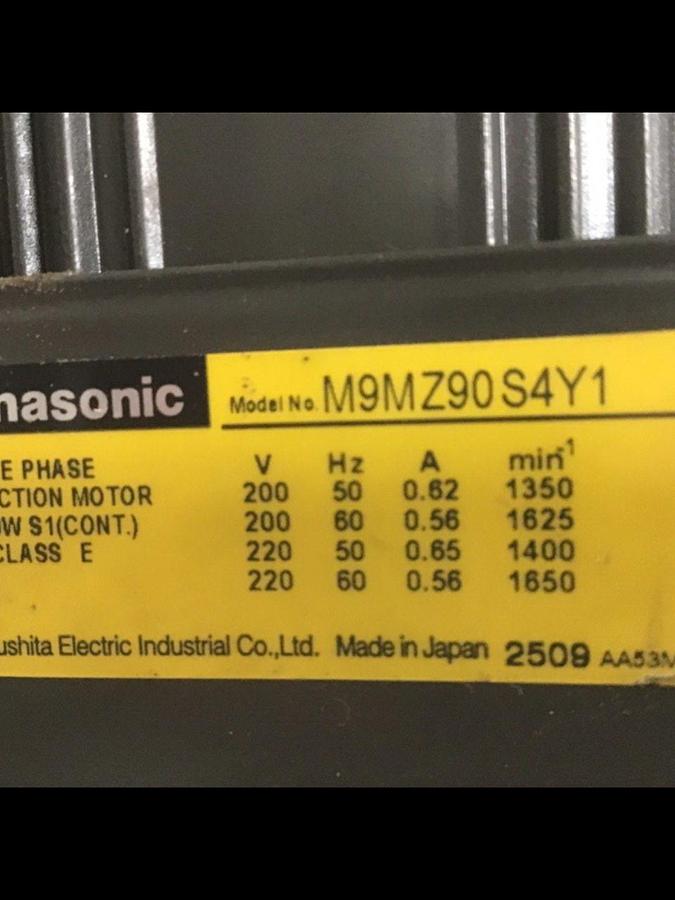 nasonic
Model No. M9MZ90S4Y1
E PHASE V Hz A min-1
CTION MOTOR 200 50 0.62 1350
0W S1(CONT.) 200 60 0.56 1625
CLASS E 220 50 0.65 1400
220 60 0.56 1650
ushita Electric Industrial Co.,Ltd. Made in Japan 2509 AA53M